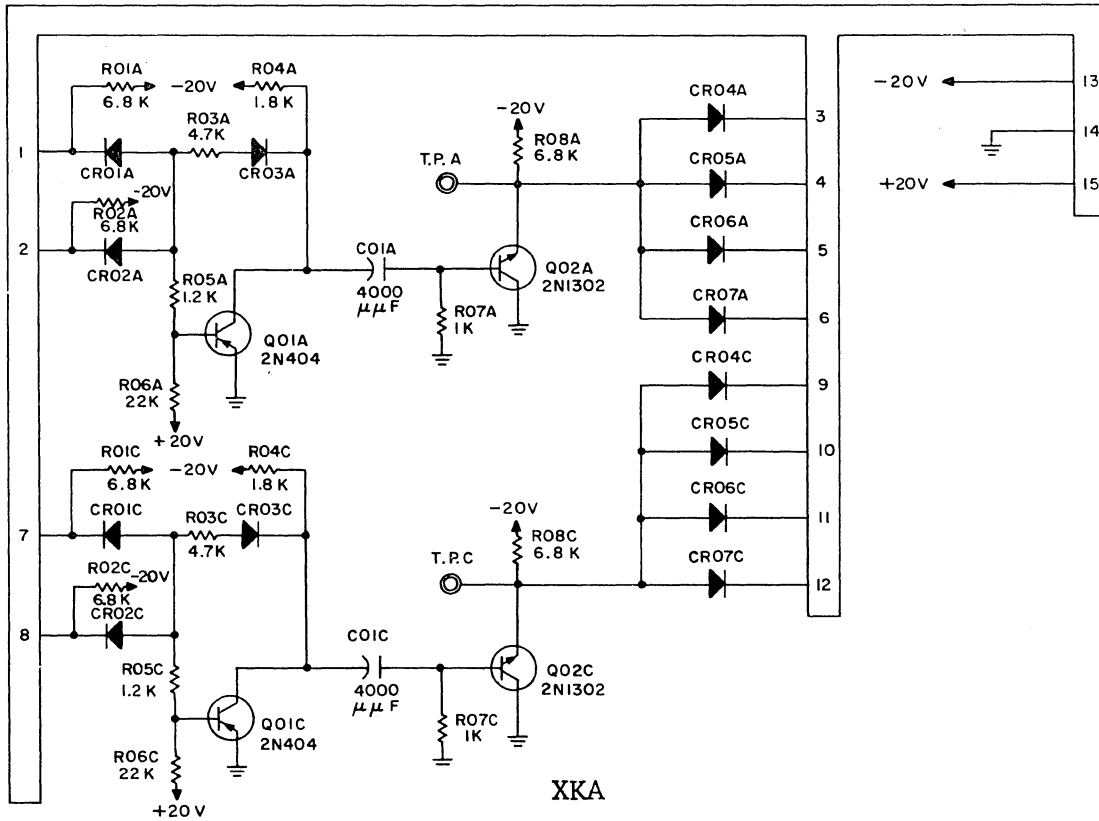 R01A
6.8 K
-20V
R04A
1.8 K
R03A
4.7K
1
CR01A
CR03A
-20V
R02A
6.8K
2
CR02A
R05A
1.2 K
Q01A
2N404
R06A
22K
+20V
C01A
4000
μμF
R07A
1K
T.P.A
-20V
R08A
6.8 K
Q02A
2N1302
CR04A
3
CR05A
4
CR06A
5
CR07A
6
CR04C
9
CR05C
10
CR06C
11
CR07C
12
-20V
13
14
+20V
15
R01C
6.8 K
-20V
R04C
1.8 K
7
CR01C
R03C
4.7K
CR03C
R02C
-20V
6.8K
CR02C
8
R05C
1.2 K
Q01C
2N404
R06C
22K
+20V
C01C
4000
μμF
R07C
1K
T.P.C
-20V
R08C
6.8 K
Q02C
2N1302
XKA